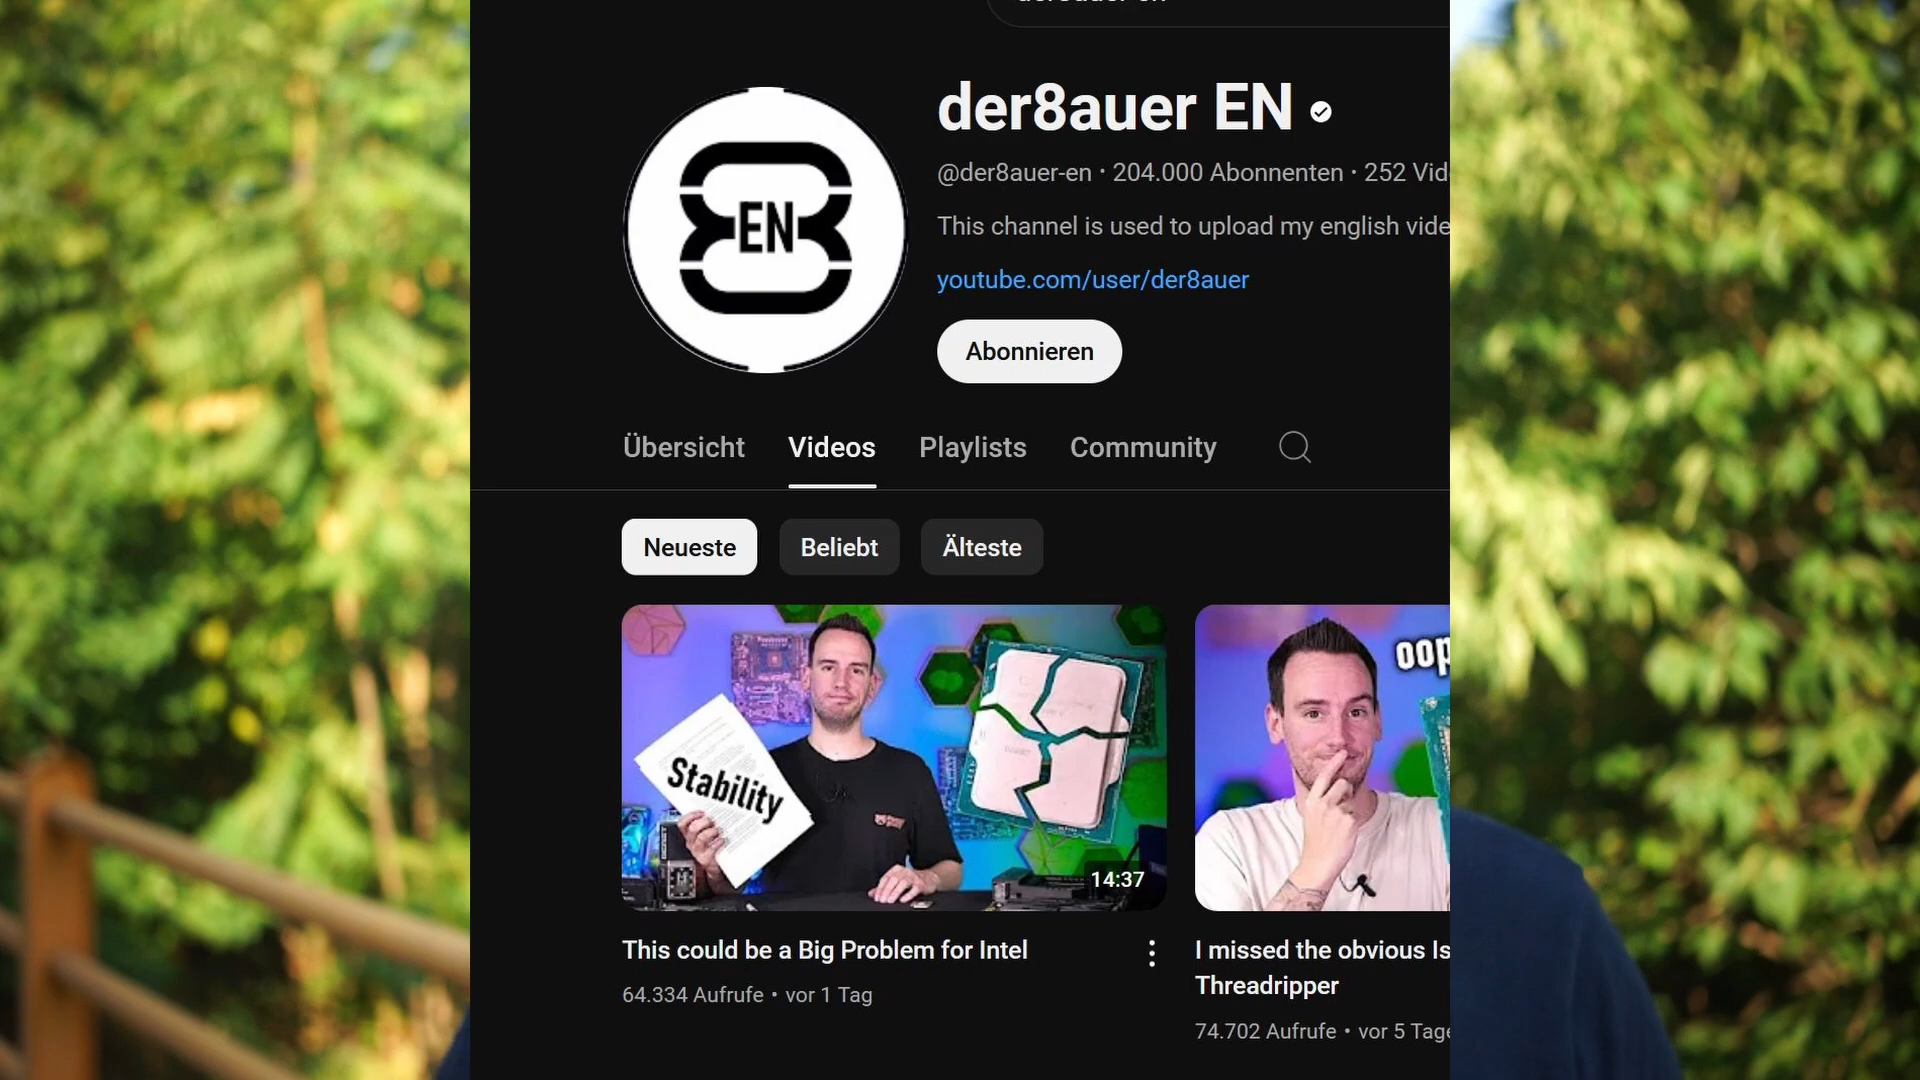 der8auer EN
@der8auer-en · 204.000 Abonnenten · 252 Vid
This channel is used to upload my english vide
youtube.com/user/der8auer
EN
Abonnieren
Übersicht Videos Playlists Community
Neueste Beliebt Älteste
Stability
14:37
oop
This could be a Big Problem for Intel
64.334 Aufrufe · vor 1 Tag
I missed the obvious Is
Threadripper
74.702 Aufrufe · vor 5 Tage